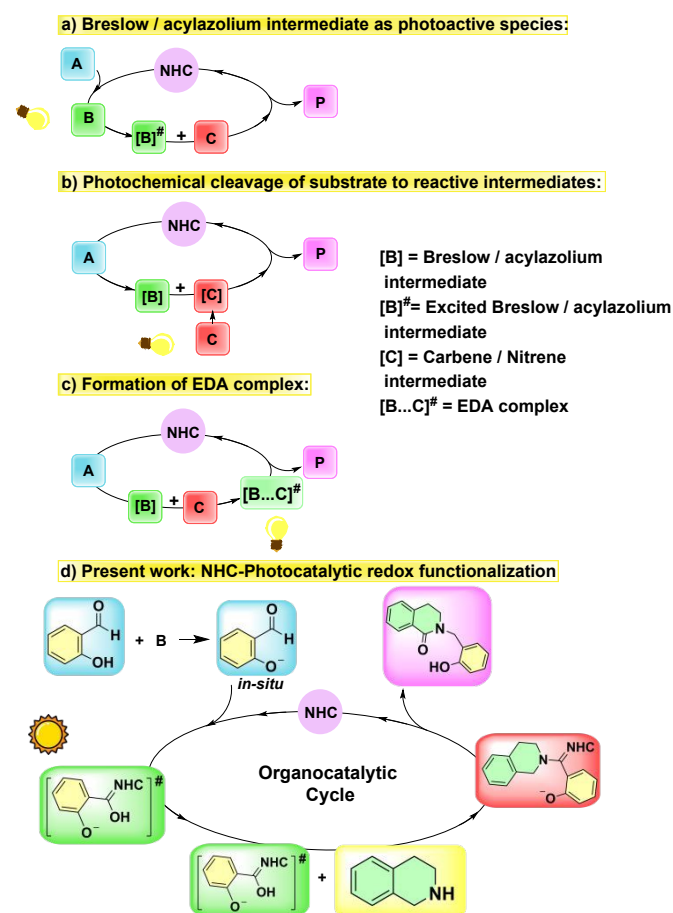 a) Breslow / acylazolium intermediate as photoactive species:
A
NHC
B
[B]#
+
C
P
b) Photochemical cleavage of substrate to reactive intermediates:
NHC
A
P
[B]
+
[C]
C
[B] = Breslow / acylazolium
intermediate
[B]#= Excited Breslow / acylazolium
intermediate
[C] = Carbene / Nitrene
intermediate
[B...C]# = EDA complex
c) Formation of EDA complex:
NHC
A
P
[B]
+
C
[B...C]#
d) Present work: NHC-Photocatalytic redox functionalization
O
H
OH
+ B
O
H
O−
in-situ
N
O
HO
NHC
Organocatalytic
Cycle
NHC
OH
O−
#
NHC
N
O−
NHC
OH
O−
#
+
NH